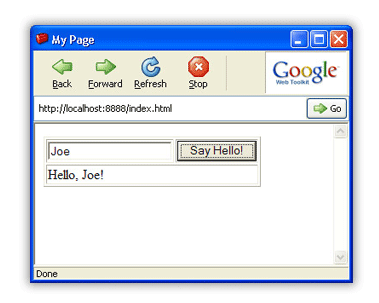 My Page
Back Forward Refresh Stop
Google
Web Toolkit
http://localhost:8888/index.html Go
Joe Say Hello!
Hello, Joe!
Done